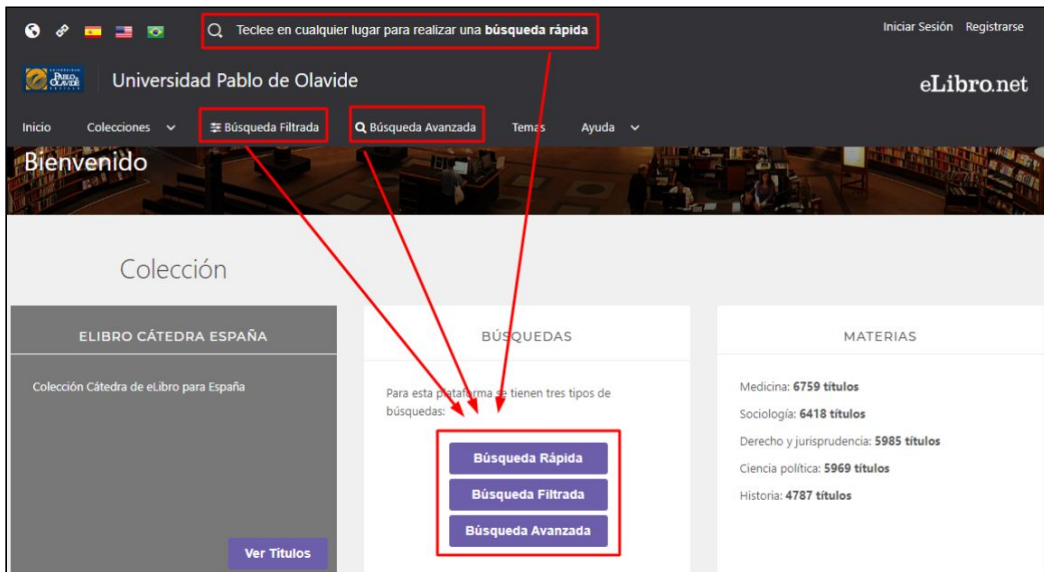 Teclee en cualquier lugar para realizar una búsqueda rápida
Iniciar Sesión Registrarse
PABLO DE OLAVIDE
Universidad Pablo de Olavide
eLibro.net
Inicio Colecciones Búsqueda Filtrada Búsqueda Avanzada Temas Ayuda
Bienvenido
Colección
ELIBRO CÁTEDRA ESPAÑA
Colección Cátedra de eLibro para España
Ver Títulos
BÚSQUEDAS
Para esta plataforma se tienen tres tipos de
búsquedas:
Búsqueda Rápida
Búsqueda Filtrada
Búsqueda Avanzada
MATERIAS
Medicina: 6759 títulos
Sociología: 6418 títulos
Derecho y jurisprudencia: 5985 títulos
Ciencia política: 5969 títulos
Historia: 4787 títulos